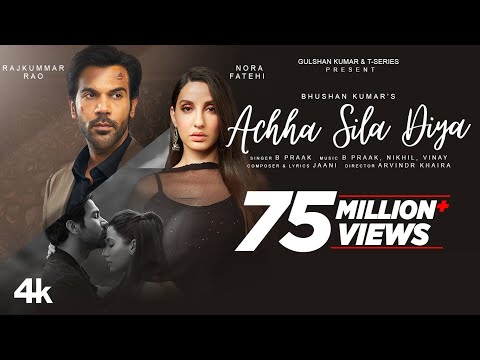 RAJKUMMAR
RAO
NORA
FATEHI
GULSHAN KUMAR & T-SERIES
PRESENT
BHUSHAN KUMAR'S
Achha Sila Diya
SINGER B PRAAK MUSIC B PRAAK, NIKHIL, VINAY
COMPOSER & LYRICS JAANI DIRECTOR ARVINDR KHAIRA
75 MILLION+
VIEWS
4k
T-SERIES